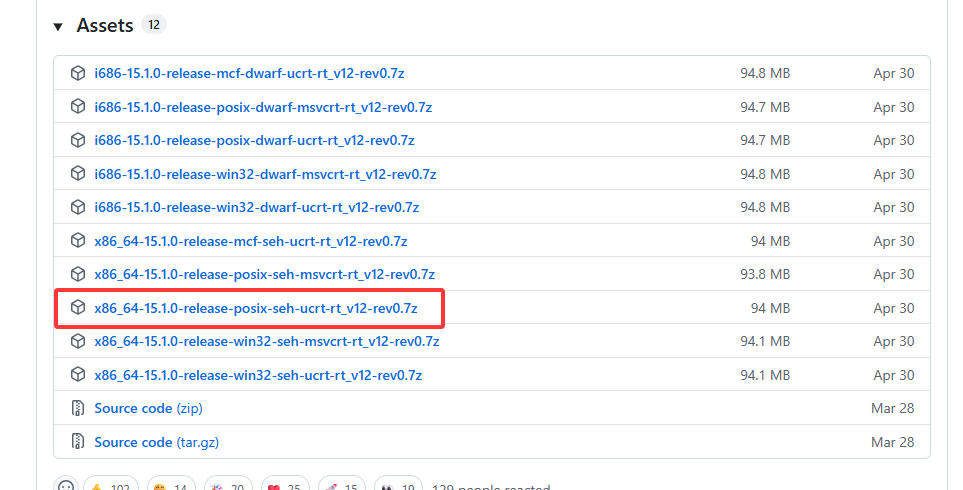 Assets 12
i686-15.1.0-release-mcf-dwarf-ucrt-rt_v12-rev0.7z 94.8 MB Apr 30
i686-15.1.0-release-posix-dwarf-msvcrt-rt_v12-rev0.7z 94.7 MB Apr 30
i686-15.1.0-release-posix-dwarf-ucrt-rt_v12-rev0.7z 94.7 MB Apr 30
i686-15.1.0-release-win32-dwarf-msvcrt-rt_v12-rev0.7z 94.8 MB Apr 30
i686-15.1.0-release-win32-dwarf-ucrt-rt_v12-rev0.7z 94.8 MB Apr 30
x86_64-15.1.0-release-mcf-seh-ucrt-rt_v12-rev0.7z 94 MB Apr 30
x86_64-15.1.0-release-posix-seh-msvcrt-rt_v12-rev0.7z 93.8 MB Apr 30
x86_64-15.1.0-release-posix-seh-ucrt-rt_v12-rev0.7z 94 MB Apr 30
x86_64-15.1.0-release-win32-seh-msvcrt-rt_v12-rev0.7z 94.1 MB Apr 30
x86_64-15.1.0-release-win32-seh-ucrt-rt_v12-rev0.7z 94.1 MB Apr 30
Source code (zip) Mar 28
Source code (tar.gz) Mar 28
102 14 20 25 15 19 129 people reacted